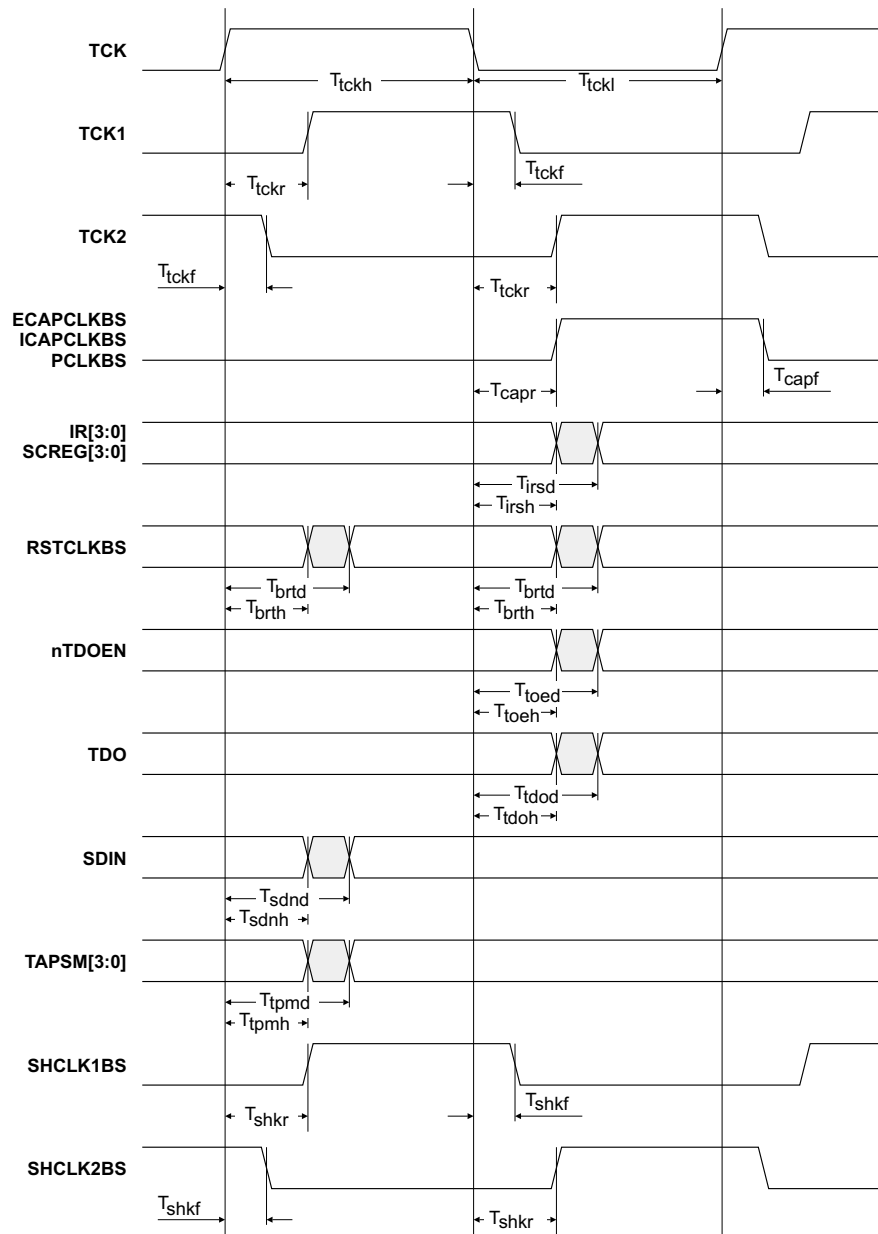 TCK
Ttckh
Ttckl
TCK1
Ttckr
Ttckf
TCK2
Ttckf
Ttckr
ECAPCLKBS
ICAPCLKBS
PCLKBS
Tcapr
Tcapf
IR[3:0]
SCREG[3:0]
Tirsd
Tirsh
RSTCLKBS
Tbrtd
Tbrtd
Tbrth
Tbrth
nTDOEN
Ttoed
Ttoeh
TDO
Ttdod
Ttdoh
SDIN
Tsdnd
Tsdnh
TAPSM[3:0]
Ttpmd
Ttpmh
SHCLK1BS
Tshkr
Tshkf
SHCLK2BS
Tshkf
Tshkr